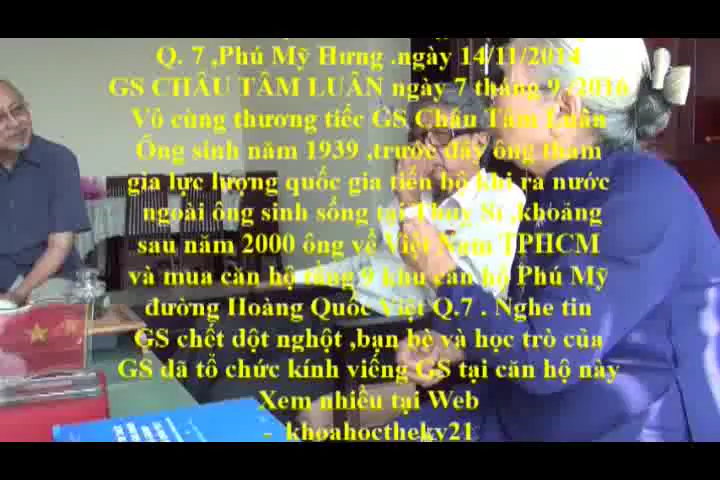 Q. 7 ,Phú Mỹ Hưng .ngày 14/11/2014
GS CHÂU TÂM LUÂN ngày 7 tháng 9 /2016
Vô cùng thương tiếc GS Châu Tâm Luân
Ông sinh năm 1939 ,trước đây ông tham
gia lực lượng quốc gia tiến bộ khi ra nước
ngoài ông sinh sống tại Thụy Sĩ ,khoảng
sau năm 2000 ông về Việt Nam TPHCM
và mua căn hộ tầng 9 khu căn hộ Phú Mỹ
đường Hoàng Quốc Việt Q.7 . Nghe tin
GS chết dột nghột ,bạn bè và học trò của
GS dã tổ chức kính viếng GS tại căn hộ này
Xem nhiều tại Web
- khoahoctheky21